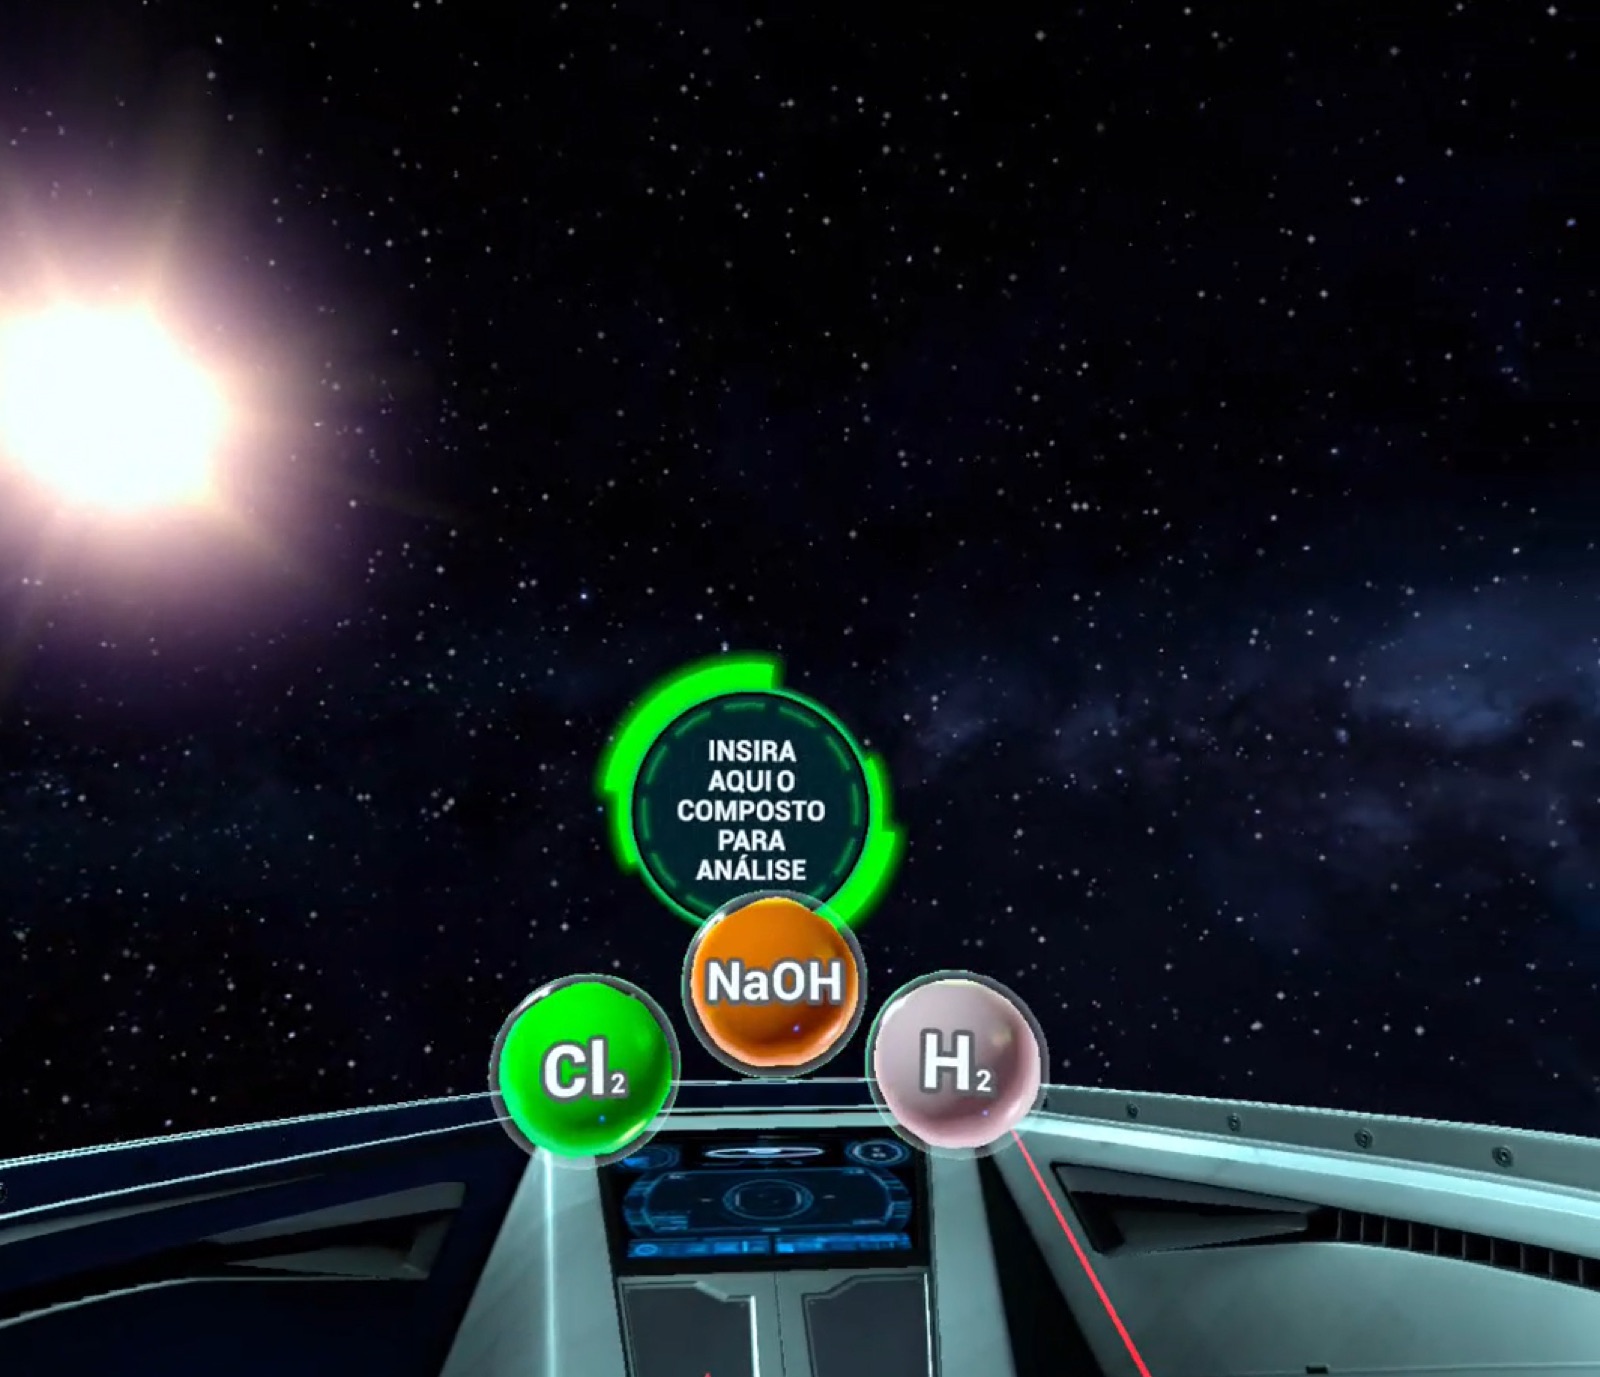 INSIRA
AQUI O
COMPOSTO
PARA
ANÁLISE
NaOH
Cl₂
H₂